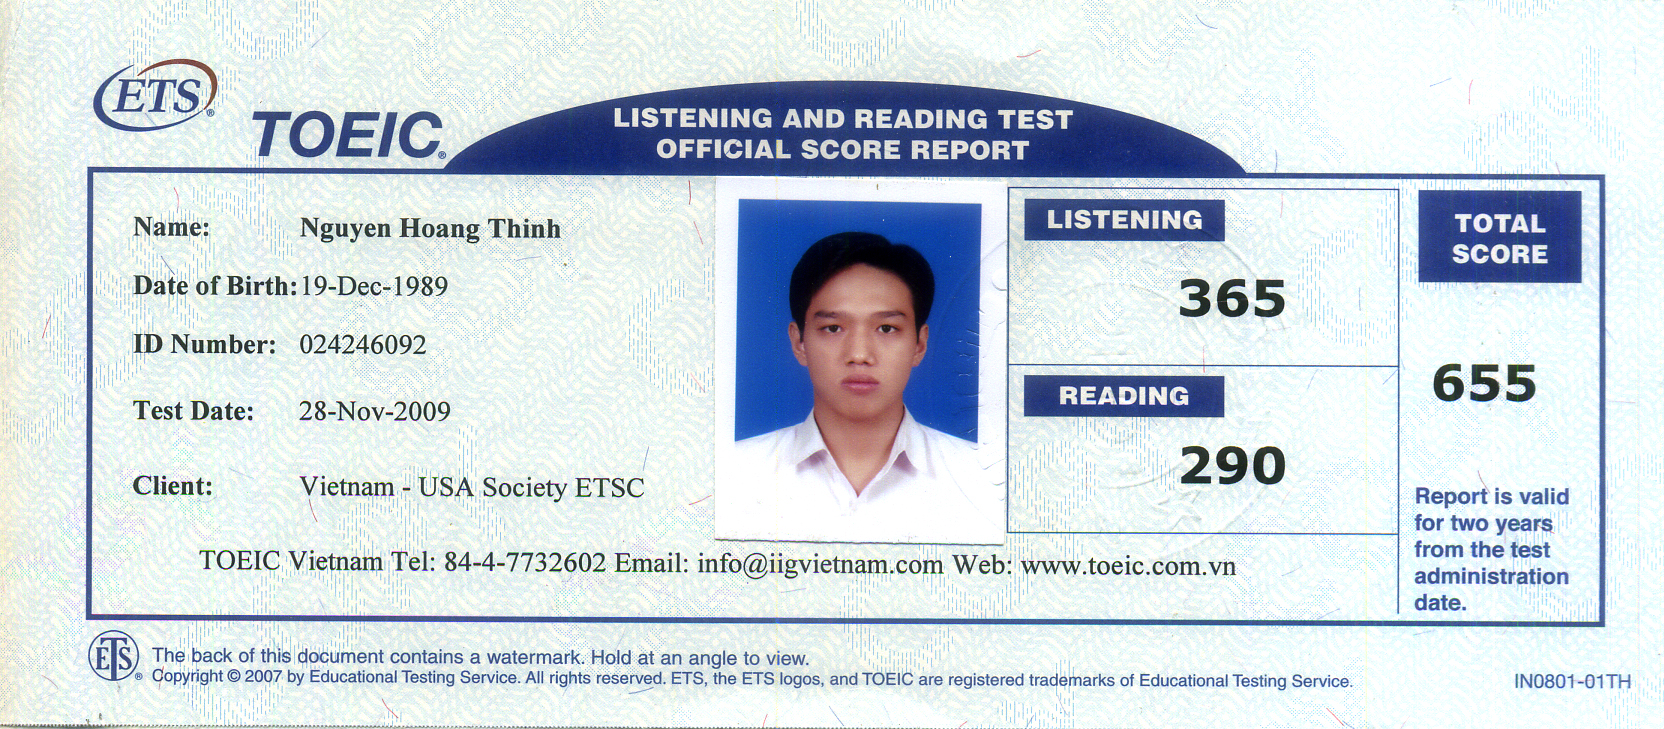 ETS®
TOEIC®
LISTENING AND READING TEST
OFFICIAL SCORE REPORT
Name: Nguyen Hoang Thinh
Date of Birth: 19-Dec-1989
ID Number: 024246092
Test Date: 28-Nov-2009
Client: Vietnam - USA Society ETSC
LISTENING
365
READING
290
TOTAL
SCORE
655
Report is valid
for two years
from the test
administration
date.
TOEIC Vietnam Tel: 84-4-7732602 Email: info@iigvietnam.com Web: www.toeic.com.vn
ETS®
The back of this document contains a watermark. Hold at an angle to view.
Copyright © 2007 by Educational Testing Service. All rights reserved. ETS, the ETS logos, and TOEIC are registered trademarks of Educational Testing Service.
IN0801-01TH